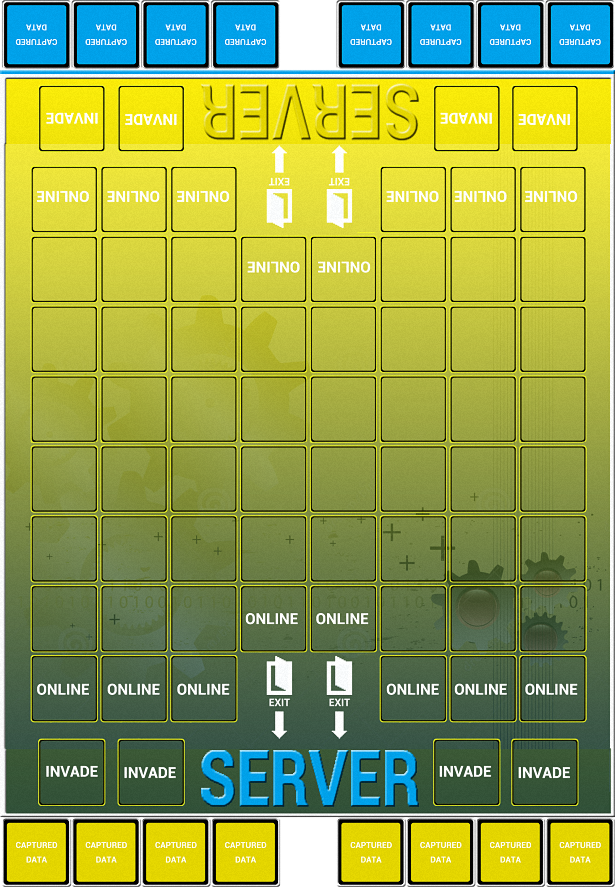 CAPTURED DATA CAPTURED DATA CAPTURED DATA CAPTURED DATA CAPTURED DATA CAPTURED DATA CAPTURED DATA CAPTURED DATA
INVADE INVADE SERVER INVADE INVADE
EXIT EXIT
ONLINE ONLINE ONLINE ONLINE ONLINE ONLINE
ONLINE ONLINE
ONLINE ONLINE
ONLINE ONLINE ONLINE ONLINE ONLINE ONLINE
EXIT EXIT
INVADE INVADE SERVER INVADE INVADE
CAPTURED CAPTURED CAPTURED CAPTURED CAPTURED CAPTURED CAPTURED CAPTURED
DATA DATA DATA DATA DATA DATA DATA DATA